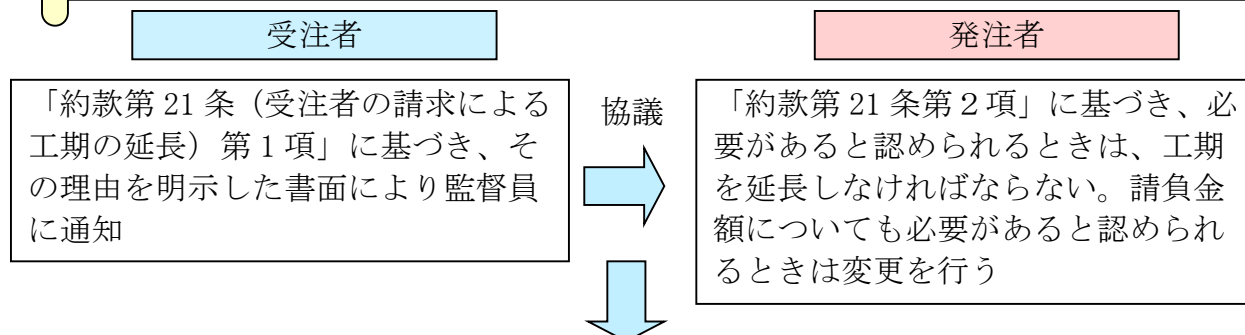 受注者
発注者
「約款第 21 条（受注者の請求による
工期の延長）第１項」に基づき、そ
の理由を明示した書面により監督員
に通知
協議
「約款第 21 条第２項」に基づき、必
要があると認められるときは、工期
を延長しなければならない。請負金
額についても必要があると認められ
るときは変更を行う